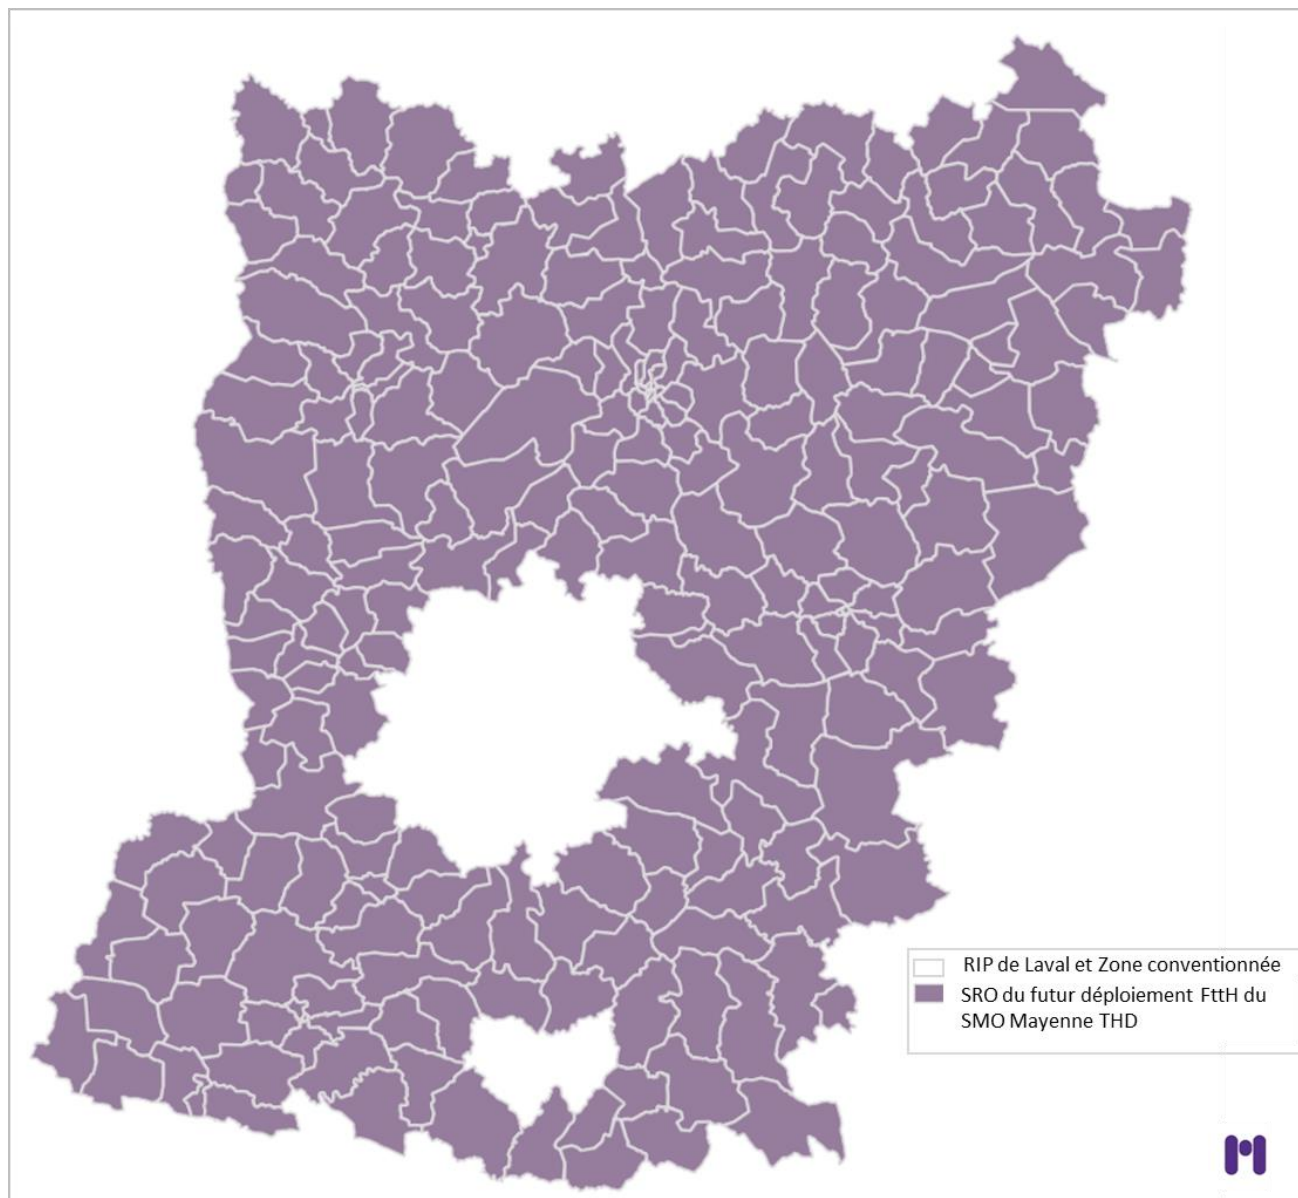 RIP de Laval et Zone conventionnée
SRO du futur déploiement FttH du
SMO Mayenne THD